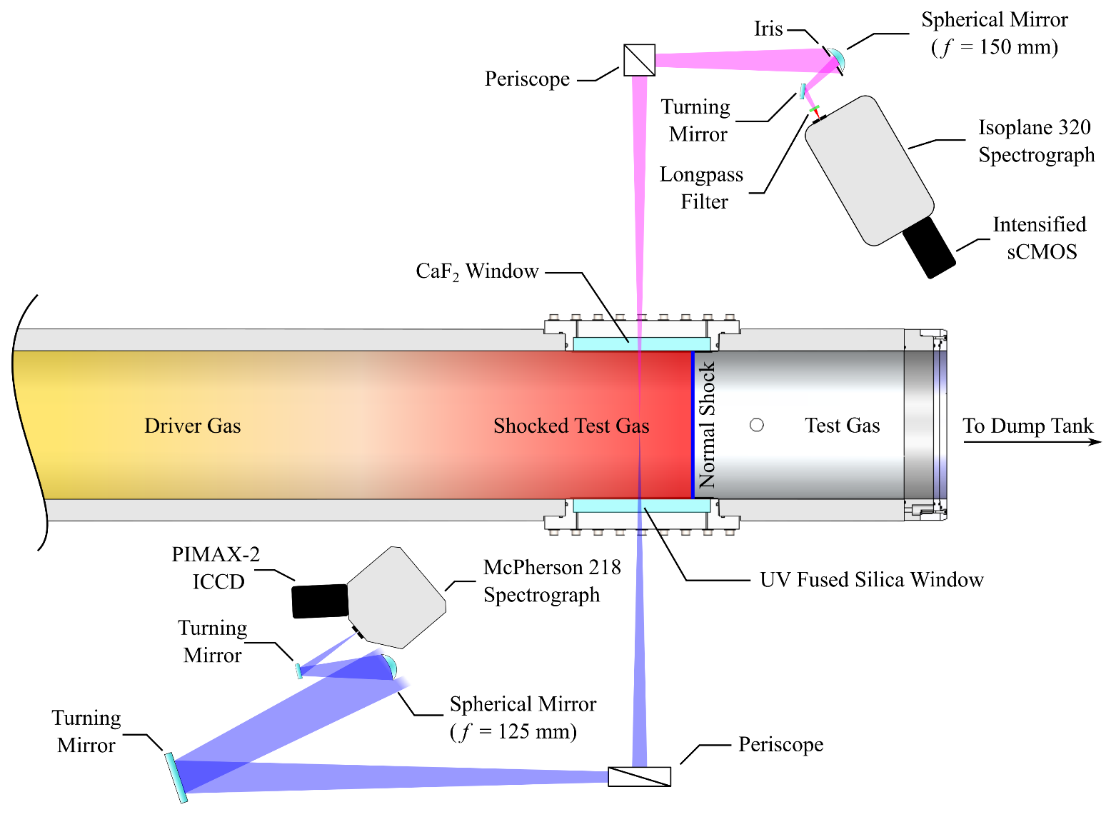 Iris
Spherical Mirror
(f = 150 mm)
Periscope
Turning
Mirror
Longpass
Filter
Isoplane 320
Spectrograph
Intensified
sCMOS
CaF₂ Window
Driver Gas
Shocked Test Gas
Normal Shock
Test Gas
To Dump Tank
PIMAX-2
ICCD
McPherson 218
Spectrograph
UV Fused Silica Window
Turning
Mirror
Spherical Mirror
(f = 125 mm)
Turning
Mirror
Periscope